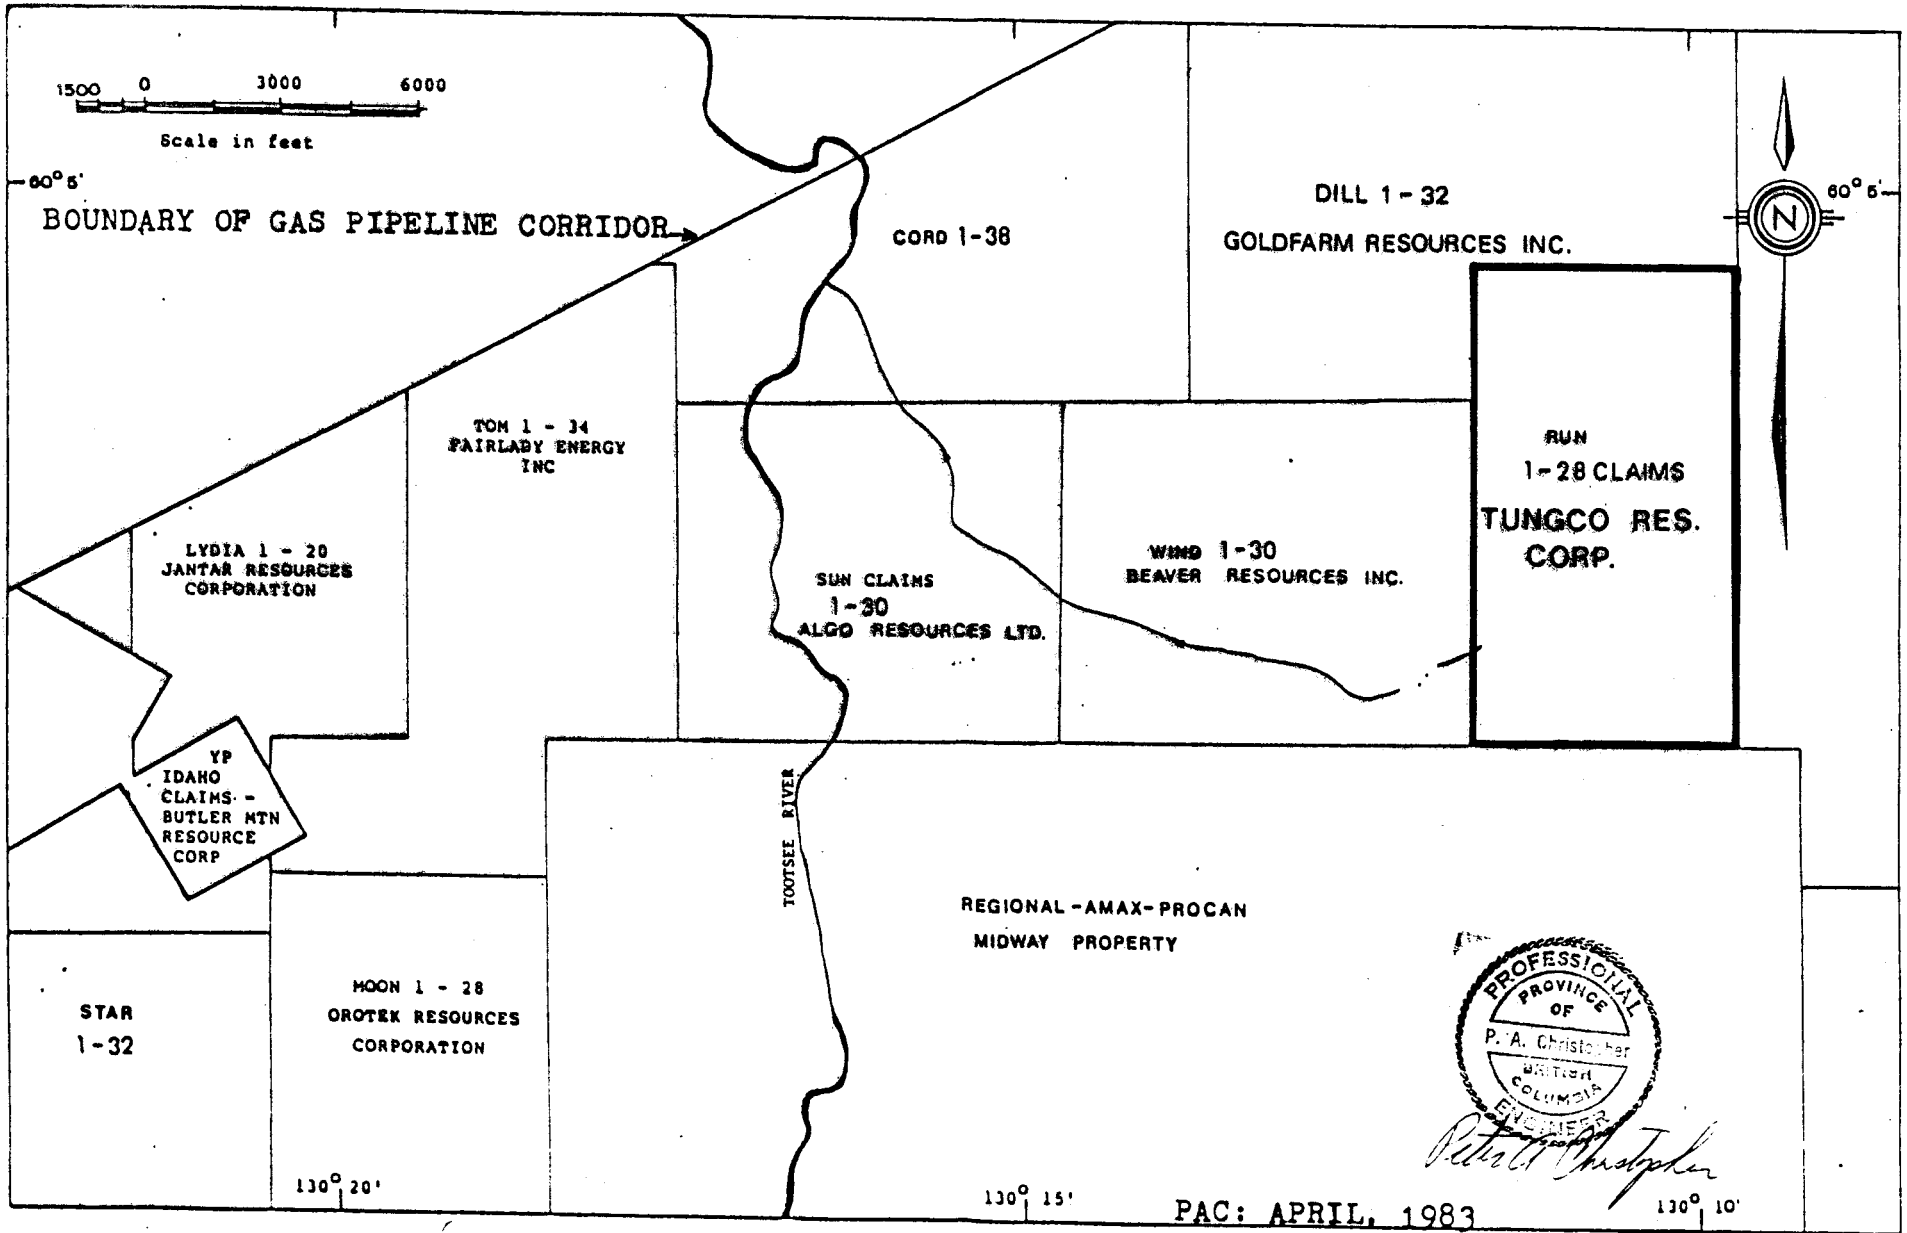 1500 0 3000 6000
Scale in feet
60° 5'
BOUNDARY OF GAS PIPELINE CORRIDOR
CORD 1-38
DILL 1-32
GOLDFARM RESOURCES INC.
N
60° 5'
TOM 1 - 34
FAIRLADY ENERGY
INC
RUN
1-28 CLAIMS
TUNGCO RES.
CORP.
LYDIA 1 - 20
JANTAR RESOURCES
CORPORATION
SUN CLAIMS
1-30
ALGO RESOURCES LTD.
WIND 1-30
BEAVER RESOURCES INC.
YP
IDAHO
CLAIMS -
BUTLER MTN
RESOURCE
CORP
TOOTSEE RIVER
REGIONAL-AMAX-PROCAN
MIDWAY PROPERTY
STAR
1-32
MOON 1 - 28
OROTEK RESOURCES
CORPORATION
PROFESSIONAL
PROVINCE
OF
P. A. Christopher
BRITISH
COLUMBIA
ENGINEER
Peter A Christopher
130° 20'
130° 15'
130° 10'
PAC: APRIL, 1983